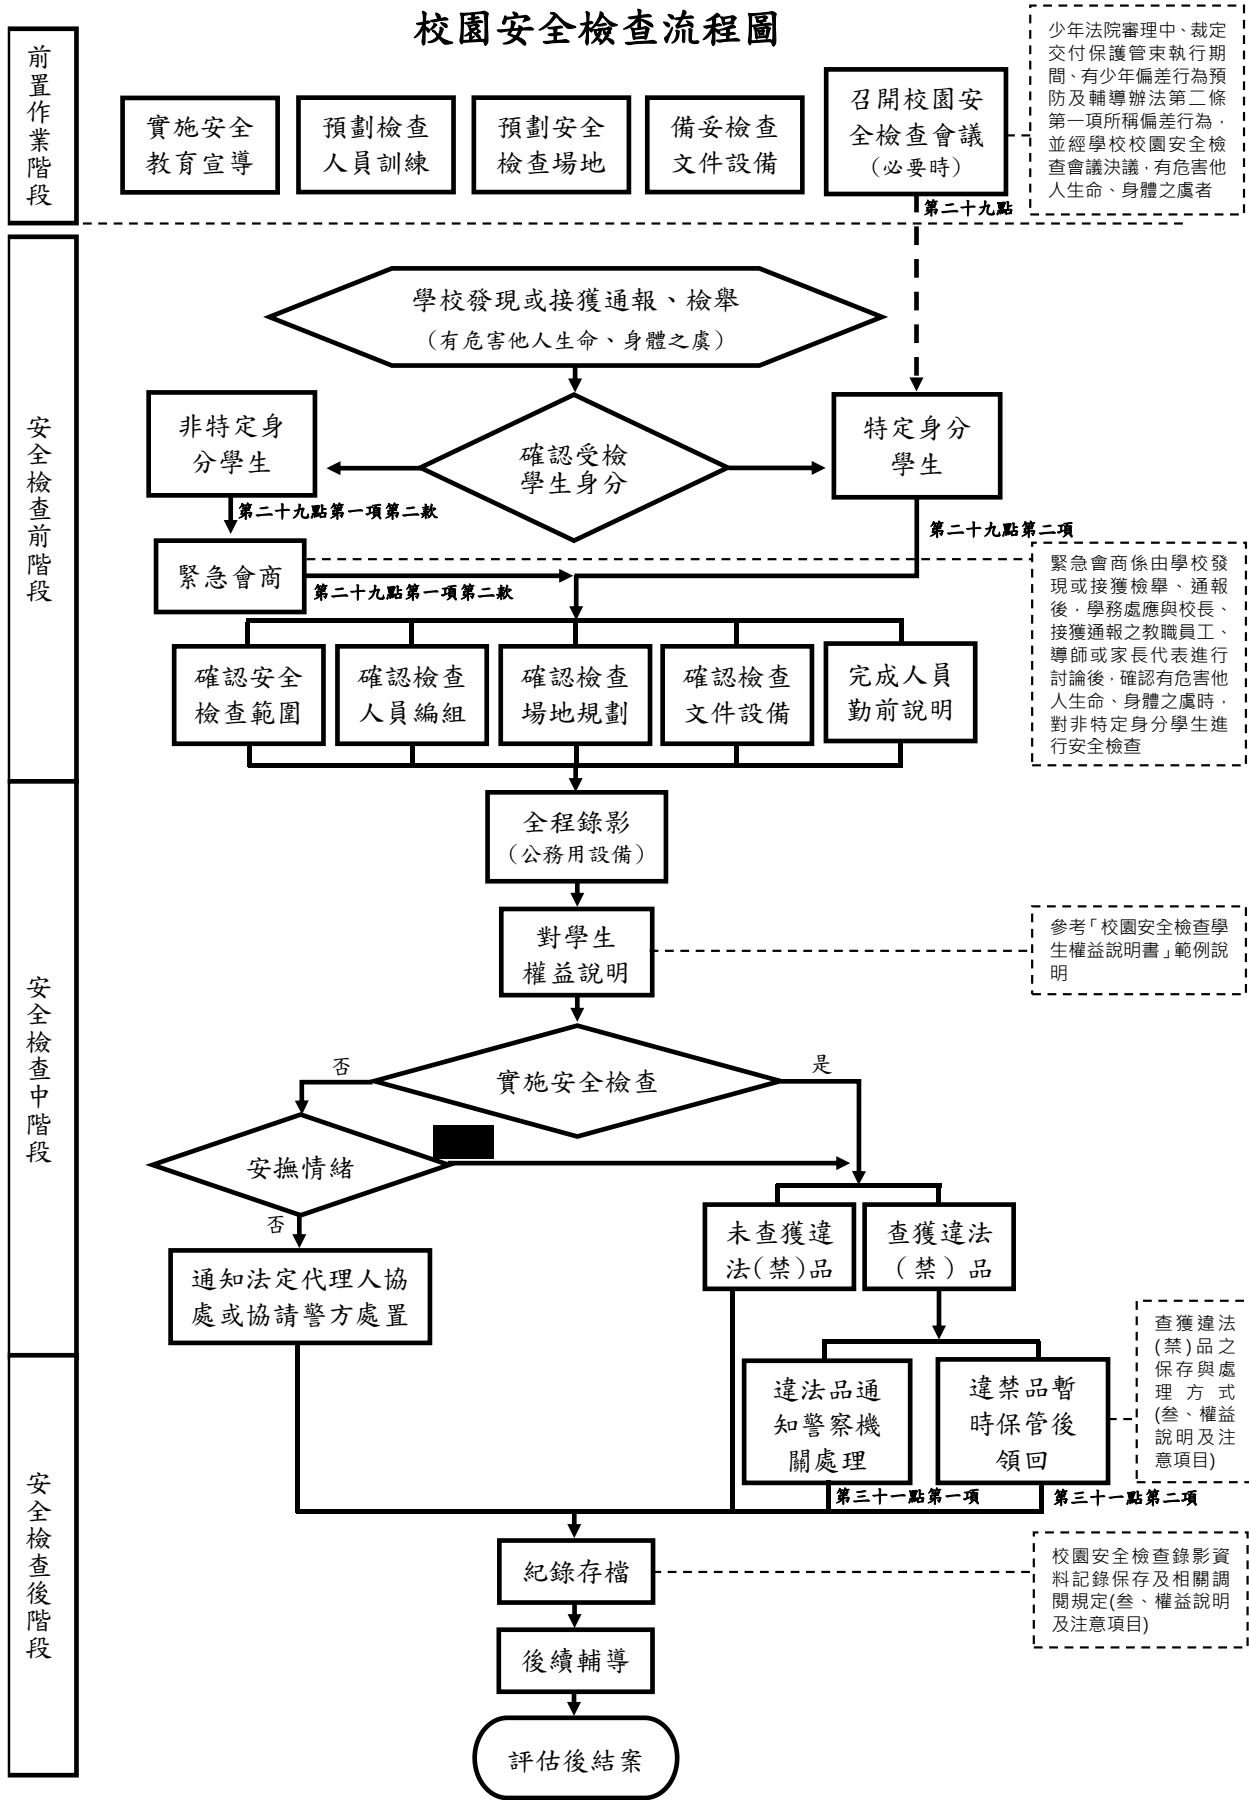 校園安全檢查流程圖
前置作業階段
實施安全
教育宣導
預劃檢查
人員訓練
預劃安全
檢查場地
備妥檢查
文件設備
召開校園安
全檢查會議
（必要時）
第二十九點
少年法院審理中、裁定
交付保護管束執行期
間、有少年偏差行為預
防及輔導辦法第二條
第一項所稱偏差行為，
並經學校校園安全檢
查會議決議，有危害他
人生命、身體之虞者
安全檢查前階段
學校發現或接獲通報、檢舉
（有危害他人生命、身體之虞）
非特定身
分學生
確認受檢
學生身分
特定身分
學生
第二十九點第一項第二款
第二十九點第二項
緊急會商
第二十九點第一項第二款
緊急會商係由學校發
現或接獲檢舉、通報
後，學務處應與校長、
接獲通報之教職員工、
導師或家長代表進行
討論後，確認有危害他
人生命、身體之虞時，
對非特定身分學生進
行安全檢查
確認安全
檢查範圍
確認檢查
人員編組
確認檢查
場地規劃
確認檢查
文件設備
完成人員
勤前說明
安全檢查中階段
全程錄影
（公務用設備）
對學生
權益說明
參考「校園安全檢查學
生權益說明書」範例說
明
實施安全檢查
否
是
安撫情緒
否
未查獲違
法(禁)品
查獲違法
（禁）品
通知法定代理人協
處或協請警方處置
安全檢查後階段
違法品通
知警察機
關處理
違禁品暫
時保管後
領回
查獲違法
(禁)品之
保存與處
理方式
(叁、權益
說明及注
意項目)
第三十一點第一項
第三十一點第二項
紀錄存檔
校園安全檢查錄影資
料記錄保存及相關調
閱規定(叁、權益說明
及注意項目)
後續輔導
評估後結案